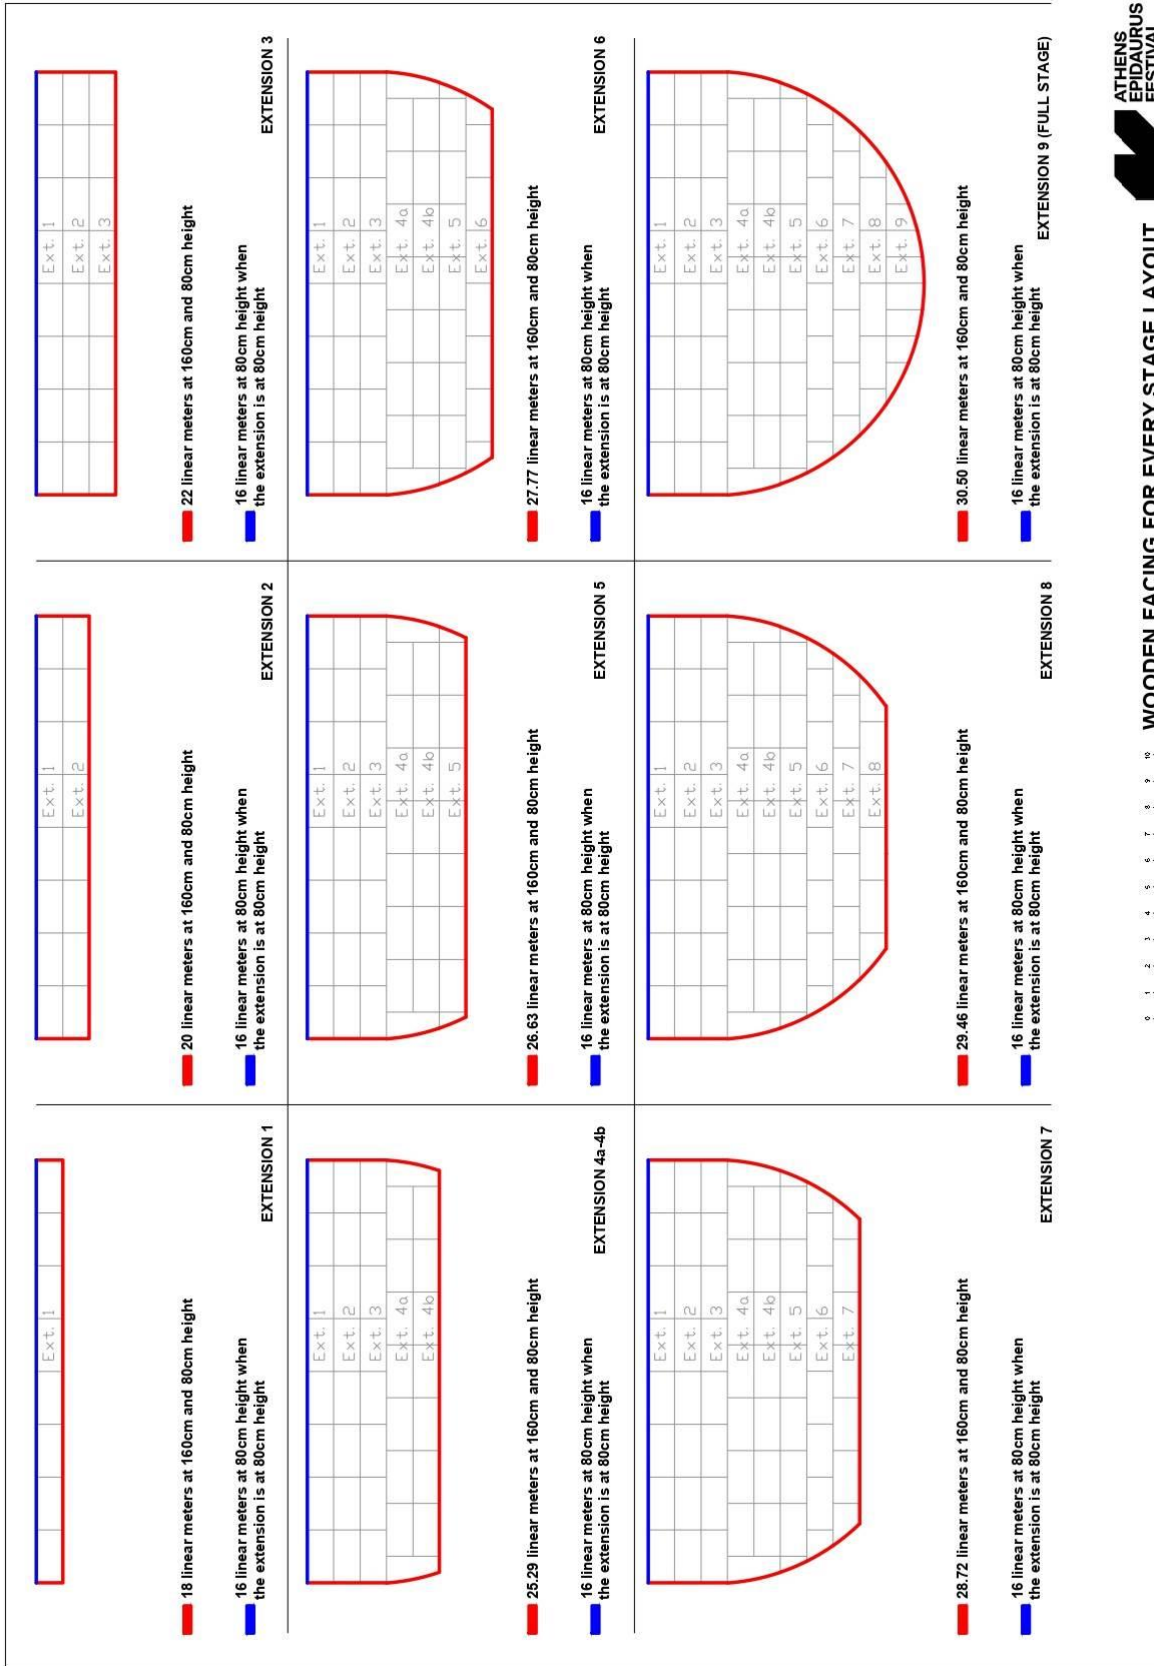 Ext. 1
18 linear meters at 160cm and 80cm height
16 linear meters at 80cm height when
the extension is at 80cm height
EXTENSION 1
Ext. 1
Ext. 2
20 linear meters at 160cm and 80cm height
16 linear meters at 80cm height when
the extension is at 80cm height
EXTENSION 2
Ext. 1
Ext. 2
Ext. 3
22 linear meters at 160cm and 80cm height
16 linear meters at 80cm height when
the extension is at 80cm height
EXTENSION 3
Ext. 1
Ext. 2
Ext. 3
Ext. 4a
Ext. 4b
25.29 linear meters at 160cm and 80cm height
16 linear meters at 80cm height when
the extension is at 80cm height
EXTENSION 4a-4b
Ext. 1
Ext. 2
Ext. 3
Ext. 4a
Ext. 4b
Ext. 5
26.63 linear meters at 160cm and 80cm height
16 linear meters at 80cm height when
the extension is at 80cm height
EXTENSION 5
Ext. 1
Ext. 2
Ext. 3
Ext. 4a
Ext. 4b
Ext. 5
Ext. 6
27.77 linear meters at 160cm and 80cm height
16 linear meters at 80cm height when
the extension is at 80cm height
EXTENSION 6
Ext. 1
Ext. 2
Ext. 3
Ext. 4a
Ext. 4b
Ext. 5
Ext. 6
Ext. 7
28.72 linear meters at 160cm and 80cm height
16 linear meters at 80cm height when
the extension is at 80cm height
EXTENSION 7
Ext. 1
Ext. 2
Ext. 3
Ext. 4a
Ext. 4b
Ext. 5
Ext. 6
Ext. 7
Ext. 8
29.46 linear meters at 160cm and 80cm height
16 linear meters at 80cm height when
the extension is at 80cm height
EXTENSION 8
Ext. 1
Ext. 2
Ext. 3
Ext. 4a
Ext. 4b
Ext. 5
Ext. 6
Ext. 7
Ext. 8
Ext. 9
30.50 linear meters at 160cm and 80cm height
16 linear meters at 80cm height when
the extension is at 80cm height
EXTENSION 9 (FULL STAGE)
0 1 2 3 4 5 6 7 8 9 10
WOODEN FACING FOR EVERY STAGE LAYOUT
ATHENS
EPIDAURUS
FESTIVAL